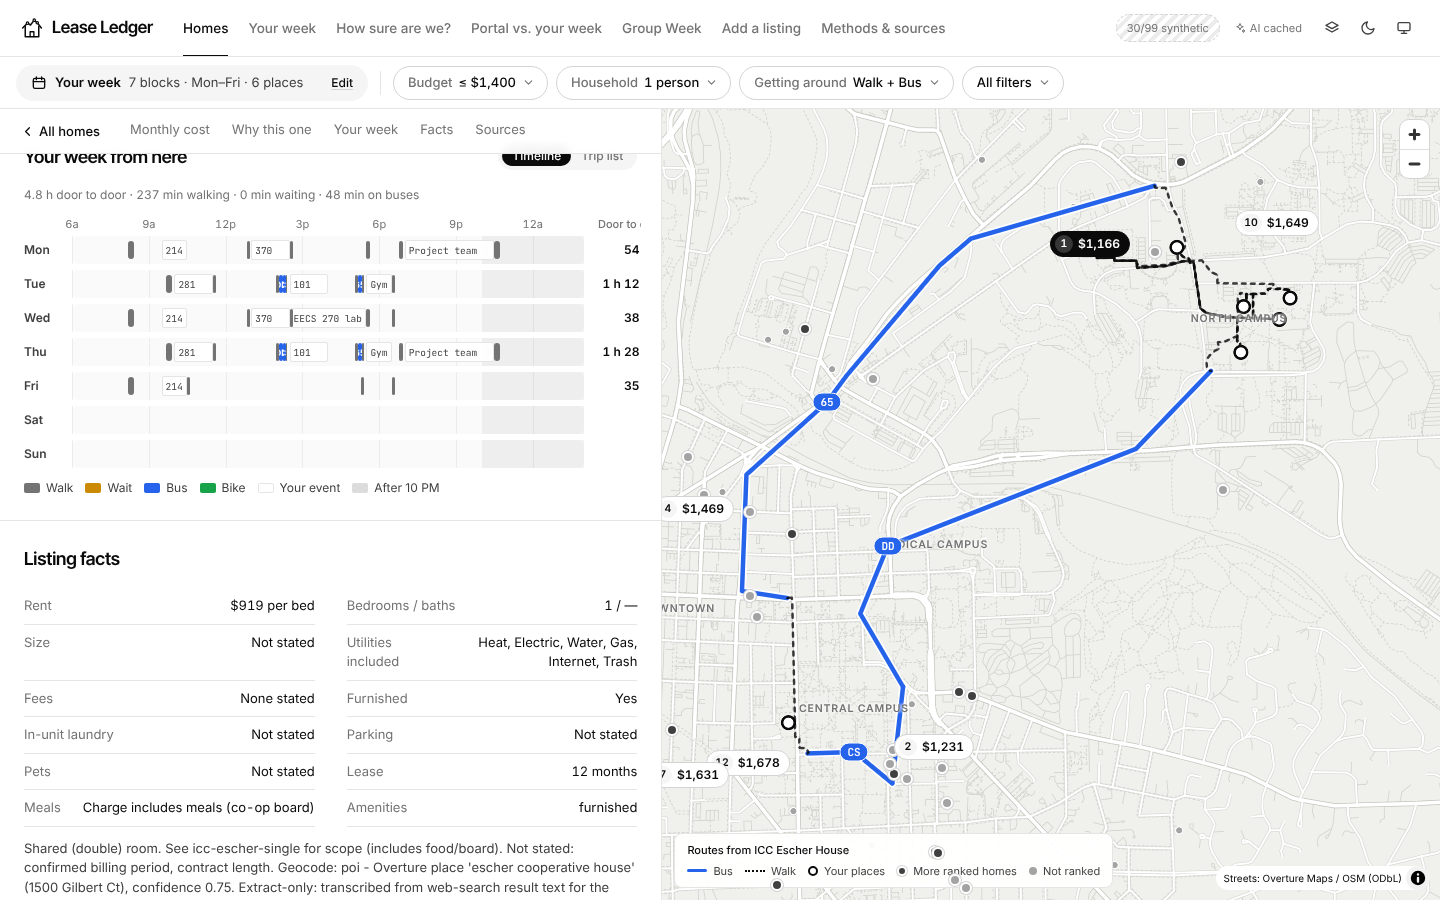 Lease Ledger
Homes
Your week
How sure are we?
Portal vs. your week
Group Week
Add a listing
Methods & sources
30/99 synthetic
AI cached
Your week 7 blocks · Mon–Fri · 6 places Edit
Budget ≤ $1,400
Household 1 person
Getting around Walk + Bus
All filters
All homes
Monthly cost
Why this one
Your week
Facts
Sources
Your week from here
Timeline
Trip list
4.8 h door to door · 237 min walking · 0 min waiting · 48 min on buses
6a 9a 12p 3p 6p 9p 12a Door to
Mon 214 370 Project team 54
Tue 281 101 Gym 1 h 12
Wed 214 370 EECS 270 lab 38
Thu 281 101 Gym Project team 1 h 28
Fri 214 35
Sat
Sun
Walk Wait Bus Bike Your event After 10 PM
Listing facts
Rent $919 per bed
Bedrooms / baths 1 / —
Size Not stated
Utilities included Heat, Electric, Water, Gas,
Internet, Trash
Fees None stated
Furnished Yes
In-unit laundry Not stated
Parking Not stated
Pets Not stated
Lease 12 months
Meals Charge includes meals (co-op board)
Amenities furnished
Shared (double) room. See icc-escher-single for scope (includes food/board). Not stated:
confirmed billing period, contract length. Geocode: poi - Overture place 'escher cooperative house'
(1500 Gilbert Ct), confidence 0.75. Extract-only: transcribed from web-search result text for the
+
−
10 $1,649
1 $1,166
NORTH CAMPUS
65
4 $1,469
DD
DICAL CAMPUS
WNTOWN
CENTRAL CAMPUS
CS
2 $1,231
12 $1,678
7 $1,631
Routes from ICC Escher House
Bus Walk Your places More ranked homes Not ranked
Streets: Overture Maps / OSM (ODbL)